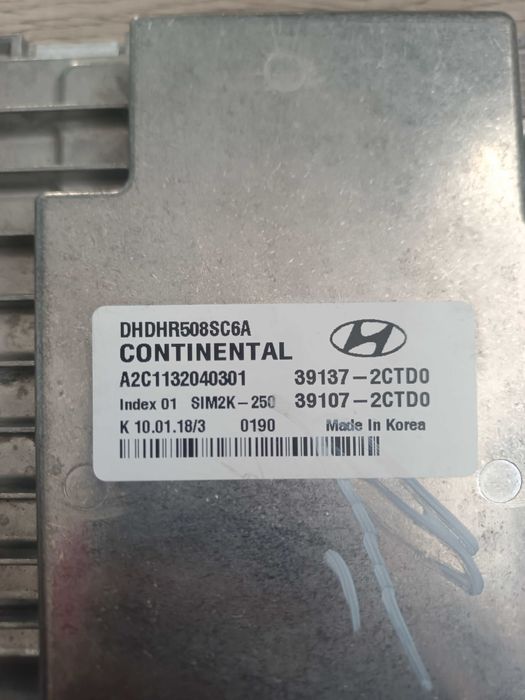 DHDHR508SC6A
CONTINENTAL
A2C1132040301 39137-2CTD0
Index 01 SIM2K-250 39107-2CTD0
K 10.01.18/3 0190 Made In Korea